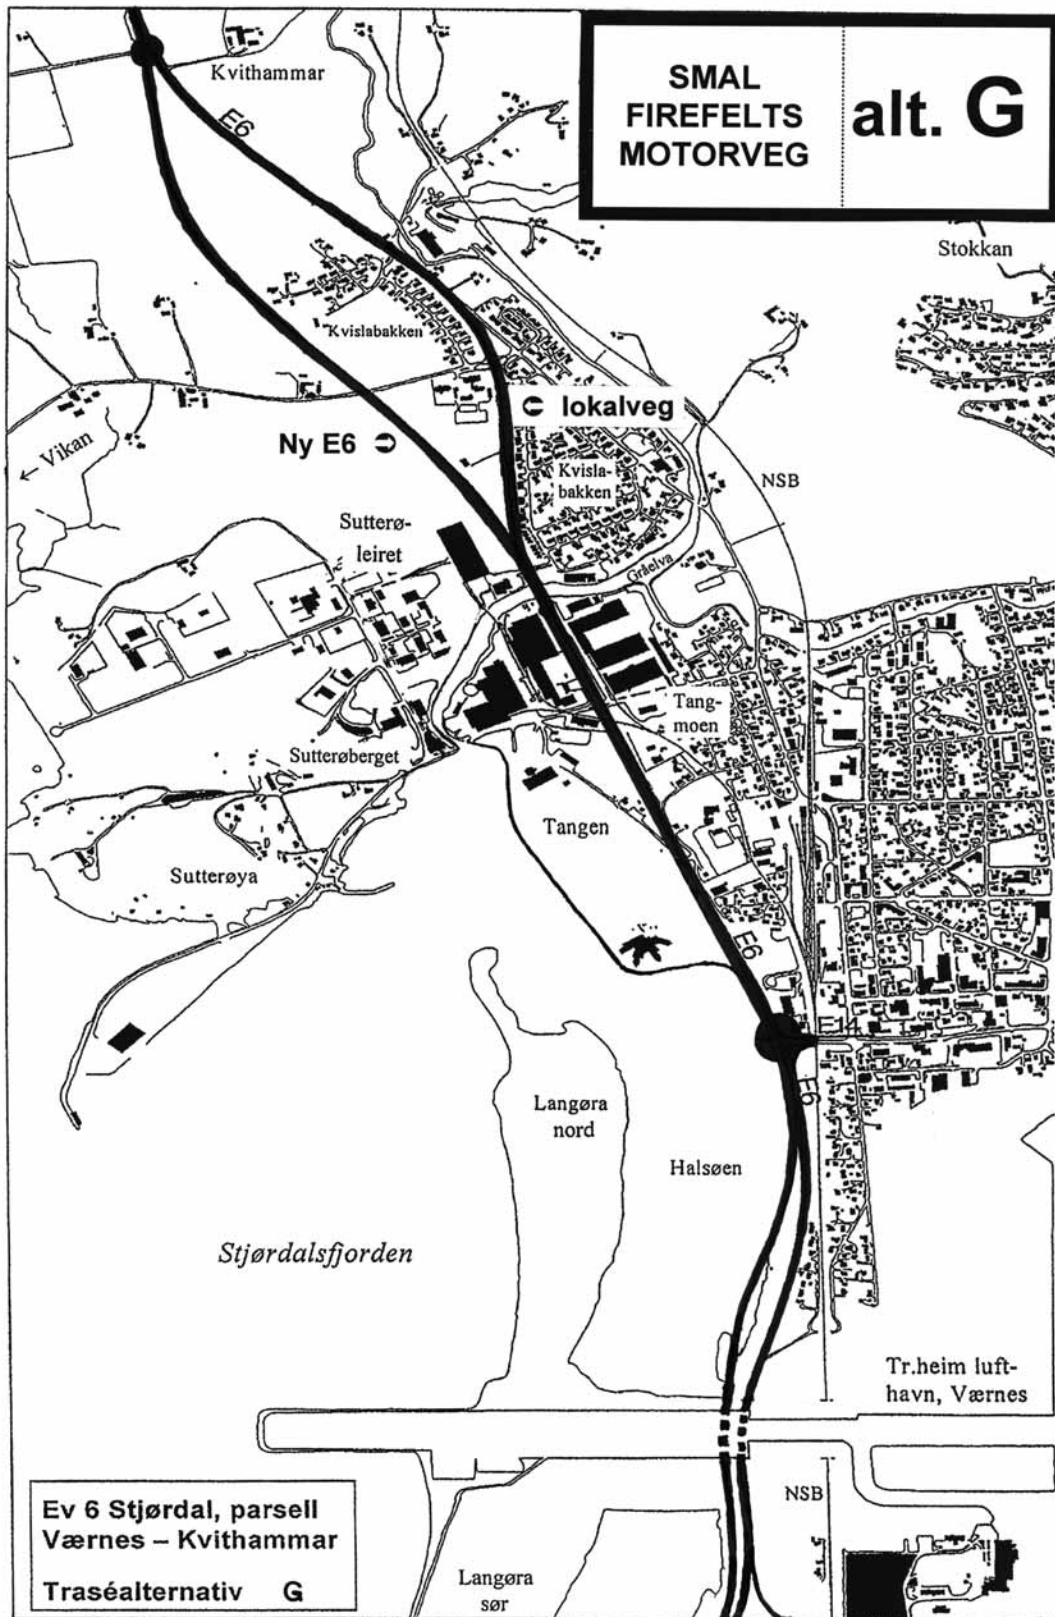 SMAL
FIREFELTS
MOTORVEG
alt. G
Kvithammar
E6
Stokkan
Kvislabakken
lokalveg
Ny E6
← Vikan
Kvisla-
bakken
NSB
Sutterø-
leiret
Gråelva
Tang-
moen
Sutterøberget
Tangen
Sutterøya
E6
E14
E6
Langøra
nord
Halsøen
Stjørdalsfjorden
Tr.heim luft-
havn, Værnes
NSB
Ev 6 Stjørdal, parsell
Værnes – Kvithammar
Traséalternativ G
Langøra
sør